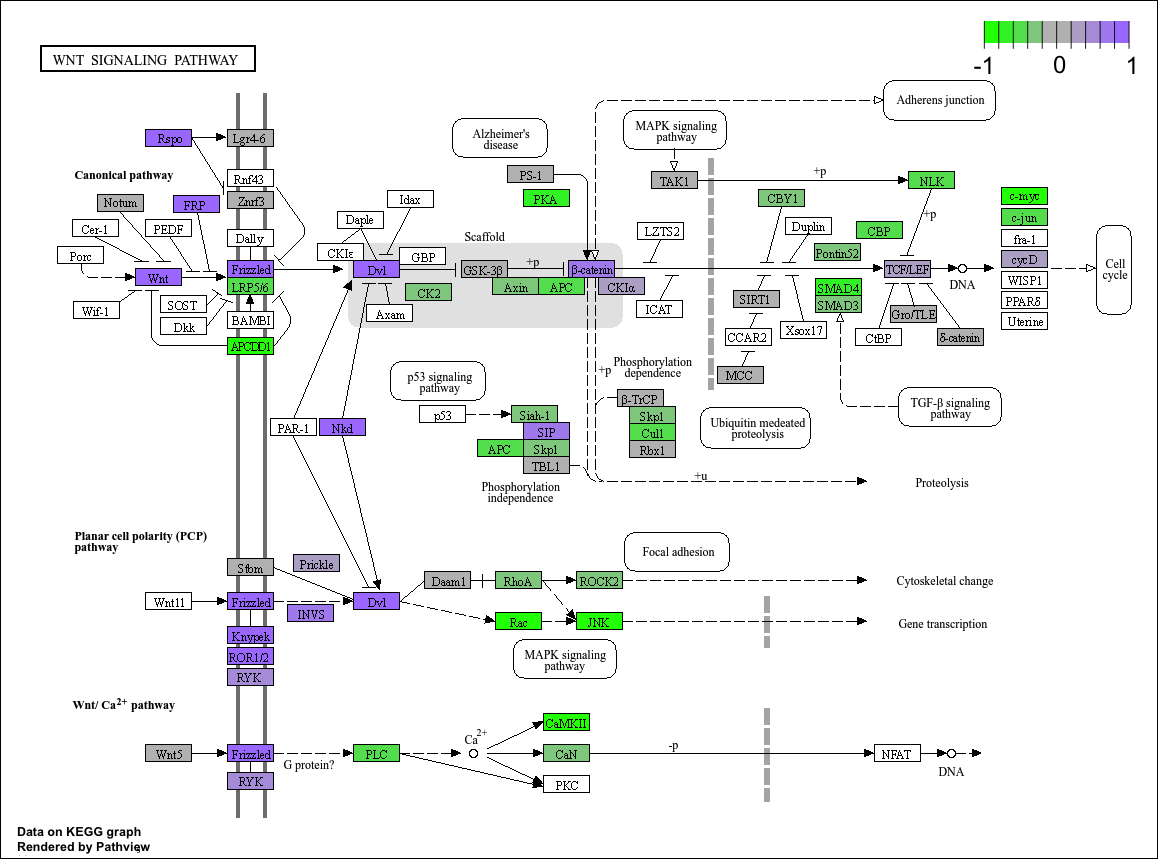 WNT SIGNALING PATHWAY
-1
0
1
Adherens junction
Alzheimer's
disease
MAPK signaling
pathway
Rspo
Lgr4-6
Canonical pathway
Rnf43
PS-1
TAK1
+p
NLK
Notum
FRP
Znrf3
Idax
PKA
CBY1
c-myc
Cer-1
PEDF
Daple
LZTS2
Duplin
CBP
+p
c-jun
Dally
Scaffold
fra-1
Porc
CKIε
GBP
Pontin52
cycD
Wnt
Frizzled
Dvl
GSK-3β
+p
β-catenin
TCF/LEF
DNA
Cell
cycle
LRP5/6
CK2
Axin
APC
CKIα
SMAD4
WISP1
Wif-1
SOST
Axam
ICAT
SIRT1
SMAD3
PPARδ
Dkk
BAMBI
Gro/TLE
Uterine
APCDD1
CCAR2
Xsox17
CtBP
δ-catenin
p53 signaling
pathway
+p
Phosphorylation
dependence
MCC
β-TrCP
TGF-β signaling
pathway
PAR-1
Nkd
p53
Siah-1
Skp1
Ubiquitin medeated
proteolysis
SIP
Cul1
APC
Skp1
Rbx1
TBL1
+u
Proteolysis
Phosphorylation
independence
Planar cell polarity (PCP)
pathway
Focal adhesion
Stbm
Prickle
Daam1
RhoA
ROCK2
Cytoskeletal change
Wnt11
Frizzled
INVS
Dvl
Rac
JNK
Gene transcription
Knypek
ROR1/2
MAPK signaling
pathway
RYK
Wnt/ Ca2+ pathway
CaMKII
Ca2+
Wnt5
Frizzled
G protein?
PLC
CaN
-p
NFAT
DNA
RYK
PKC
Data on KEGG graph
Rendered by Pathview